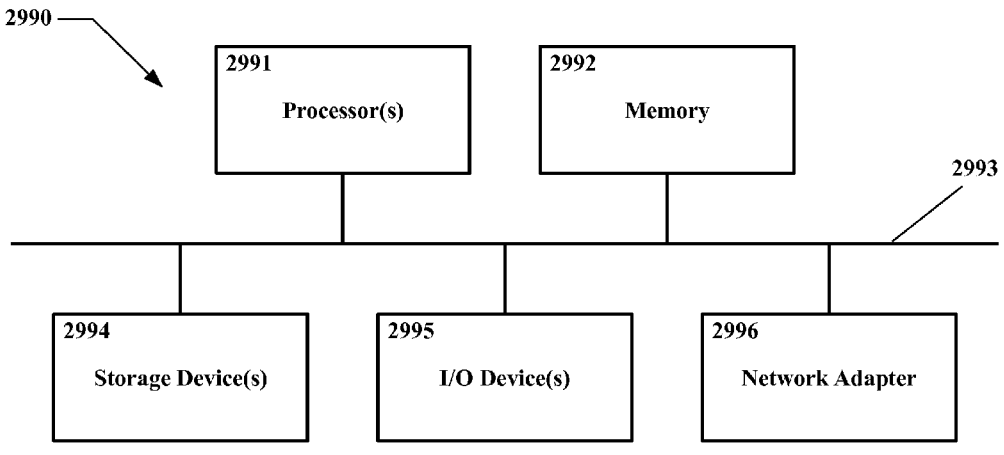 2990
2991
Processor(s)
2992
Memory
2993
2994
Storage Device(s)
2995
I/O Device(s)
2996
Network Adapter